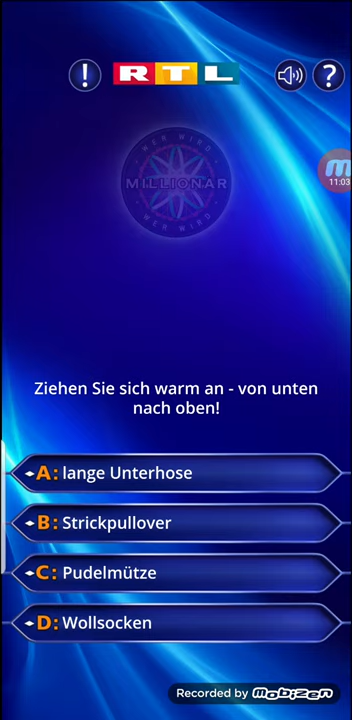 !
RTL
?
WER WIRD
MILLIONÄR
WER WIRD
m
11:03
Ziehen Sie sich warm an - von unten
nach oben!
A: lange Unterhose
B: Strickpullover
C: Pudelmütze
D: Wollsocken
Recorded by mobizen